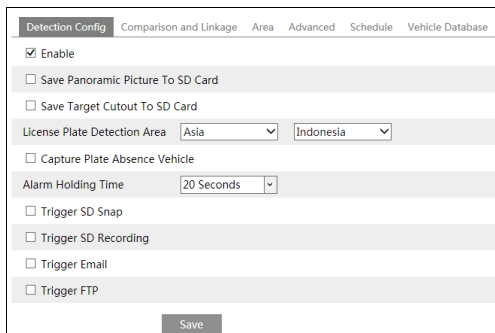 Detection Config Comparison and Linkage Area Advanced Schedule Vehicle Database
Enable
Save Panoramic Picture To SD Card
Save Target Cutout To SD Card
License Plate Detection Area Asia Indonesia
Capture Plate Absence Vehicle
Alarm Holding Time 20 Seconds
Trigger SD Snap
Trigger SD Recording
Trigger Email
Trigger FTP
Save